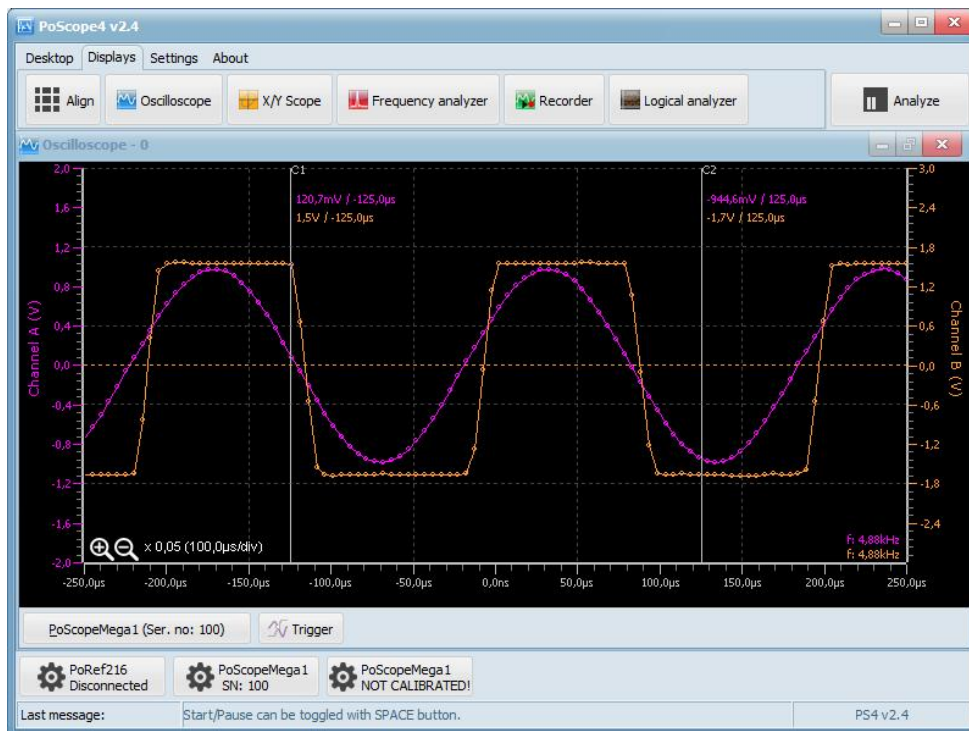 PoScope4 v2.4
Desktop Displays Settings About
Align Oscilloscope X/Y Scope Frequency analyzer Recorder Logical analyzer Analyze
Oscilloscope - 0
C1 C2
120,7mV / -125,0µs -944,6mV / 125,0µs
1,5V / -125,0µs -1,7V / 125,0µs
2,0 3,0
1,6 2,4
1,2 1,8
0,8 1,2
0,4 0,6
0,0 0,0
-0,4 -0,6
-0,8 -1,2
-1,2 -1,8
-1,6 -2,4
-2,0
Channel A (V)
Channel B (V)
x 0,05 (100,0µs/div)
f: 4,88kHz
f: 4,88kHz
-250,0µs -200,0µs -150,0µs -100,0µs -50,0µs 0,0ns 50,0µs 100,0µs 150,0µs 200,0µs 250,0µs
PoScopeMega1 (Ser. no: 100) Trigger
PoRef216 PoScopeMega1 PoScopeMega1
Disconnected SN: 100 NOT CALIBRATED!
Last message: Start/Pause can be toggled with SPACE button. PS4 v2.4